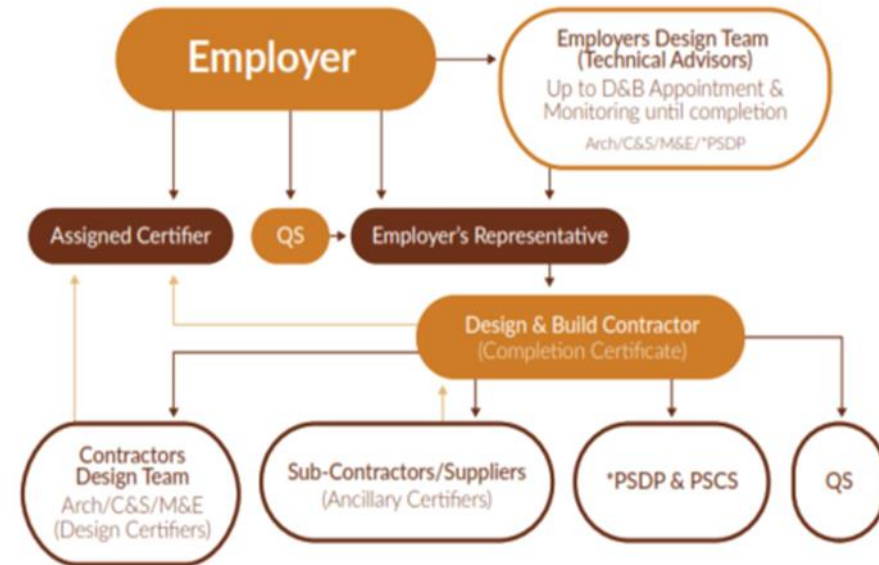 Employer
Employers Design Team
(Technical Advisors)
Up to D&B Appointment &
Monitoring until completion
Arch/C&S/M&E/*PSDP
Assigned Certifier
QS
Employer's Representative
Design & Build Contractor
(Completion Certificate)
Contractors
Design Team
Arch/C&S/M&E
(Design Certifiers)
Sub-Contractors/Suppliers
(Ancillary Certifiers)
*PSDP & PSCS
QS